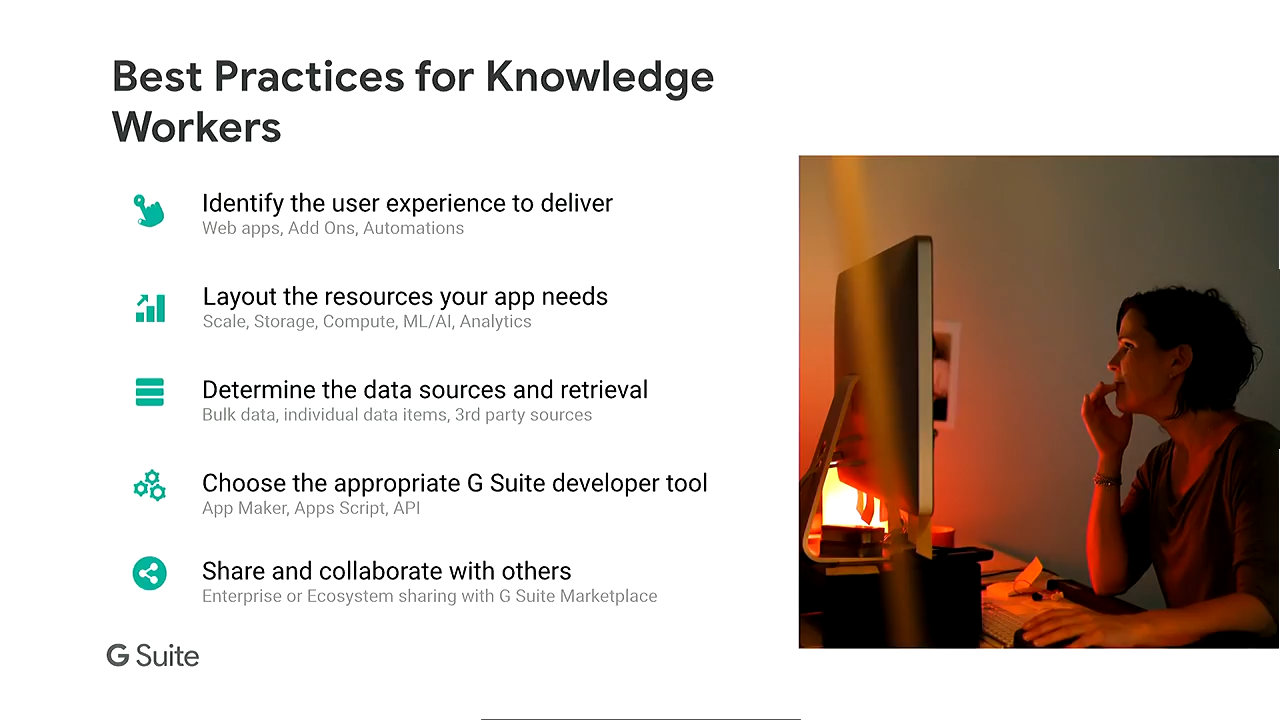 Best Practices for Knowledge
Workers
Identify the user experience to deliver
Web apps, Add Ons, Automations
Layout the resources your app needs
Scale, Storage, Compute, ML/AI, Analytics
Determine the data sources and retrieval
Bulk data, individual data items, 3rd party sources
Choose the appropriate G Suite developer tool
App Maker, Apps Script, API
Share and collaborate with others
Enterprise or Ecosystem sharing with G Suite Marketplace
G Suite